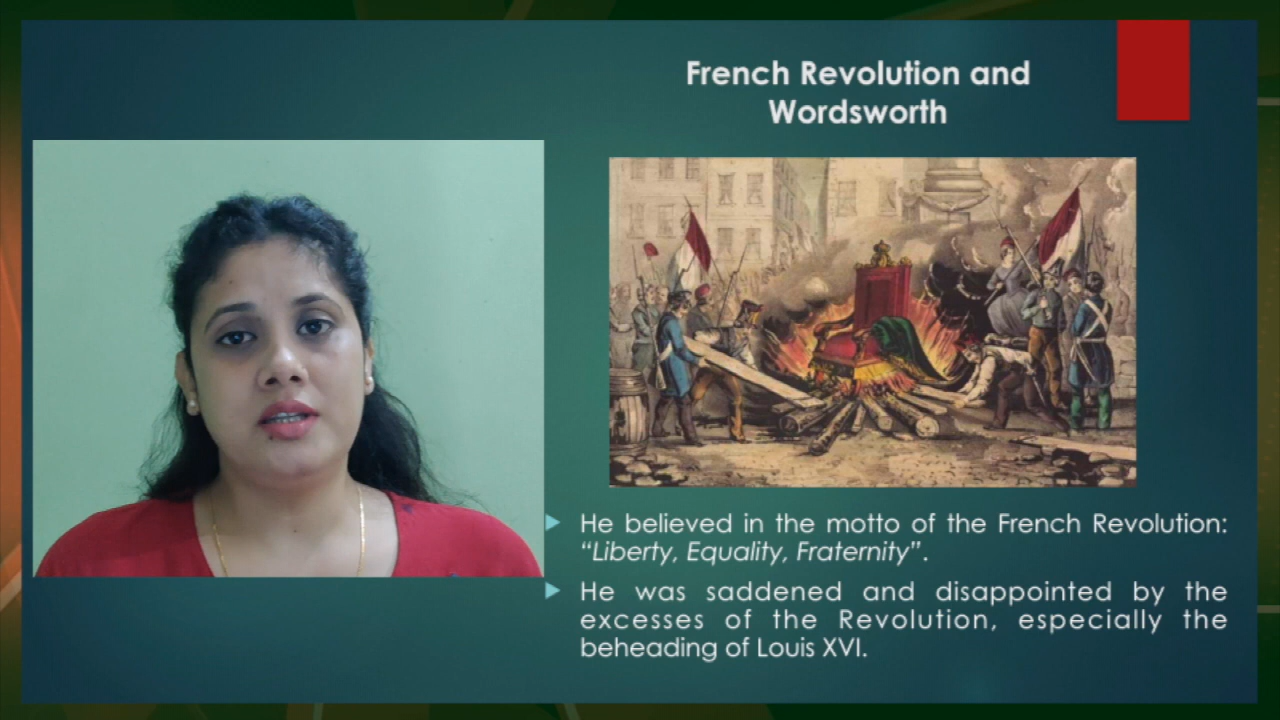 French Revolution and
Wordsworth
He believed in the motto of the French Revolution:
“Liberty, Equality, Fraternity”.
He was saddened and disappointed by the
excesses of the Revolution, especially the
beheading of Louis XVI.